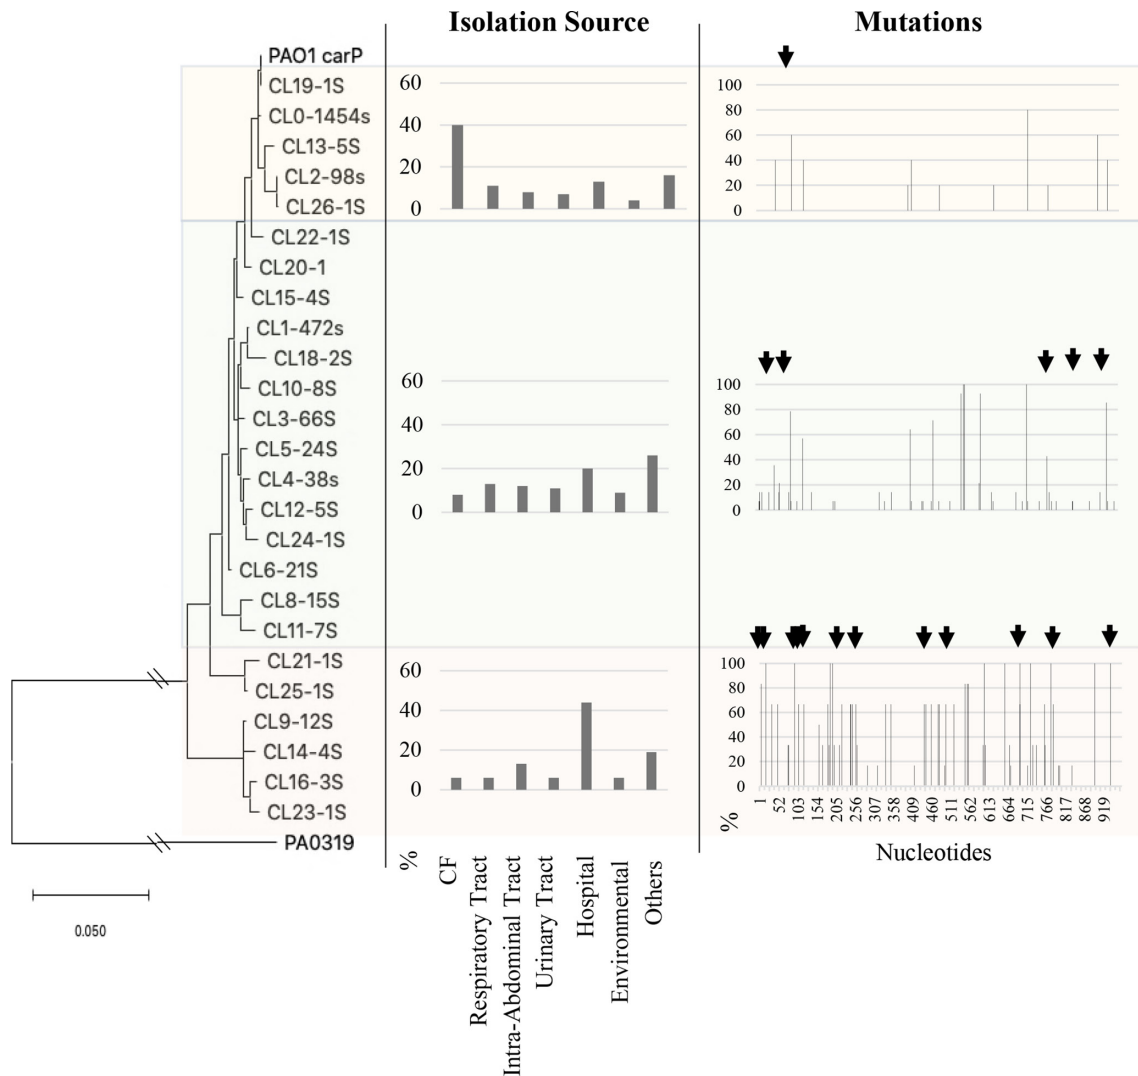 Isolation Source
Mutations
PAO1 carP
CL19-1S
CL0-1454s
CL13-5S
CL2-98s
CL26-1S
CL22-1S
CL20-1
CL15-4S
CL1-472s
CL18-2S
CL10-8S
CL3-66S
CL5-24S
CL4-38s
CL12-5S
CL24-1S
CL6-21S
CL8-15S
CL11-7S
CL21-1S
CL25-1S
CL9-12S
CL14-4S
CL16-3S
CL23-1S
PA0319
0.050
60
40
20
0
60
40
20
0
60
40
20
0
%
CF
Respiratory Tract
Intra-Abdominal Tract
Urinary Tract
Hospital
Environmental
Others
100
80
60
40
20
0
100
80
60
40
20
0
100
80
60
40
20
0
%
1
52
103
154
205
256
307
358
409
460
511
562
613
664
715
766
817
868
919
Nucleotides